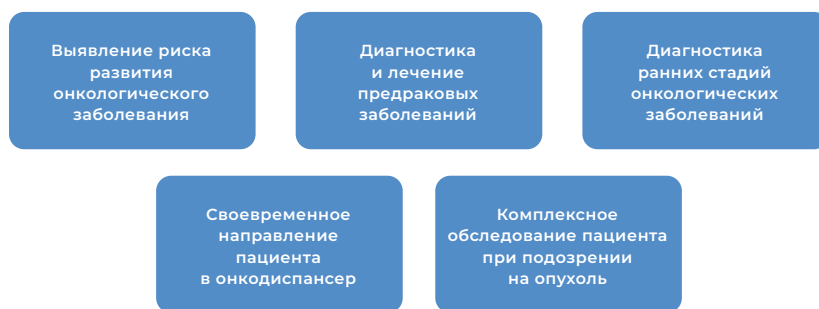 Выявление риска
развития
онкологического
заболевания
Диагностика
и лечение
предраковых
заболеваний
Диагностика
ранних стадий
онкологических
заболеваний
Своевременное
направление
пациента
в онкодиспансер
Комплексное
обследование пациента
при подозрении
на опухоль